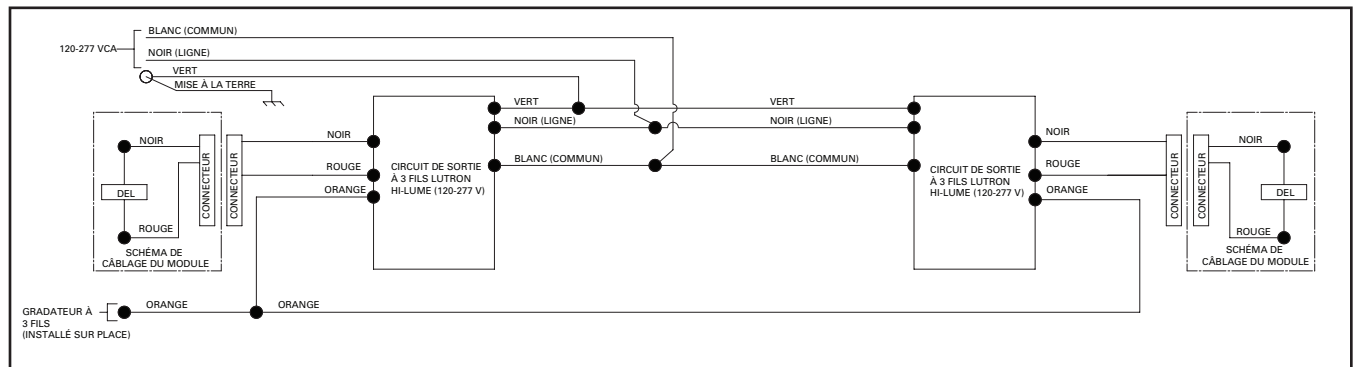 BLANC (COMMUN)
120-277 VCA
NOIR (LIGNE)
VERT
MISE À LA TERRE
VERT
VERT
NOIR (LIGNE)
NOIR (LIGNE)
BLANC (COMMUN)
BLANC (COMMUN)
NOIR
DEL
ROUGE
CONNECTEUR
CONNECTEUR
SCHÉMA DE
CÂBLAGE DU MODULE
NOIR
ROUGE
ORANGE
CIRCUIT DE SORTIE
À 3 FILS LUTRON
HI-LUME (120-277 V)
CIRCUIT DE SORTIE
À 3 FILS LUTRON
HI-LUME (120-277 V)
NOIR
ROUGE
ORANGE
CONNECTEUR
CONNECTEUR
NOIR
DEL
ROUGE
SCHÉMA DE
CÂBLAGE DU MODULE
GRADATEUR À
3 FILS
(INSTALLÉ SUR PLACE)
ORANGE
ORANGE